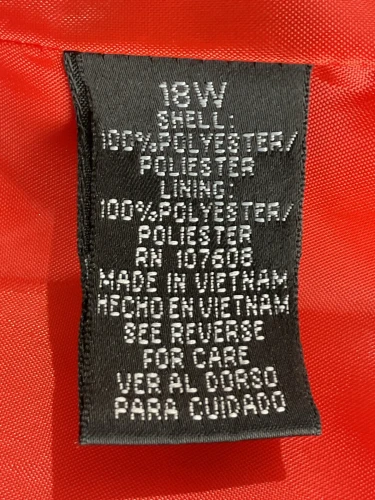 18W
SHELL:
100%POLYESTER/
POLIESTER
LINING:
100%POLYESTER/
POLIESTER
RN 107608
MADE IN VIETNAM
HECHO EN VIETNAM
SEE REVERSE
FOR CARE
VER AL DORSO
PARA CUIDADO